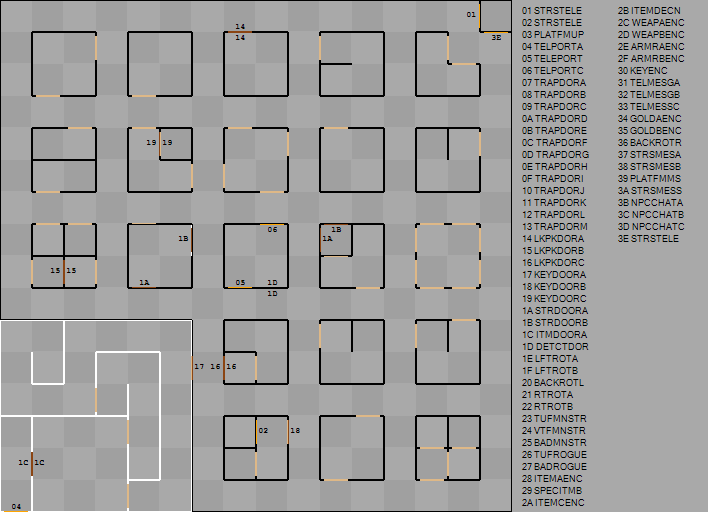 01
14
14
3E
19 19
1B
1A
06
05 1D
1D
1B
1A
15 15
17 16 16
02 18
1C 1C
04
01 STRSTELE
02 STRSTELE
03 PLATFMUP
04 TELPORTA
05 TELEPORT
06 TELPORTC
07 TRAPDORA
08 TRAPDORB
09 TRAPDORC
0A TRAPDORD
0B TRAPDORE
0C TRAPDORF
0D TRAPDORG
0E TRAPDORH
0F TRAPDORI
10 TRAPDORJ
11 TRAPDORK
12 TRAPDORL
13 TRAPDORM
14 LKPKDORA
15 LKPKDORB
16 LKPKDORC
17 KEYDOORA
18 KEYDOORB
19 KEYDOORC
1A STRDOORA
1B STRDOORB
1C ITMDOORA
1D DETCTDOR
1E LFTROTA
1F LFTROTB
20 BACKROTL
21 RTROTA
22 RTROTB
23 TUFMNSTR
24 VTFMNSTR
25 BADMNSTR
26 TUFROGUE
27 BADROGUE
28 ITEMAENC
29 SPECITMB
2A ITEMCENC
2B ITEMDECN
2C WEAPAENC
2D WEAPBENC
2E ARMRAENC
2F ARMRBENC
30 KEYENC
31 TELMESGA
32 TELMESGB
33 TELMESSC
34 GOLDAENC
35 GOLDBENC
36 BACKROTR
37 STRSMESA
38 STRSMESB
39 PLATFMMS
3A STRSMESS
3B NPCCHATA
3C NPCCHATB
3D NPCCHATC
3E STRSTELE